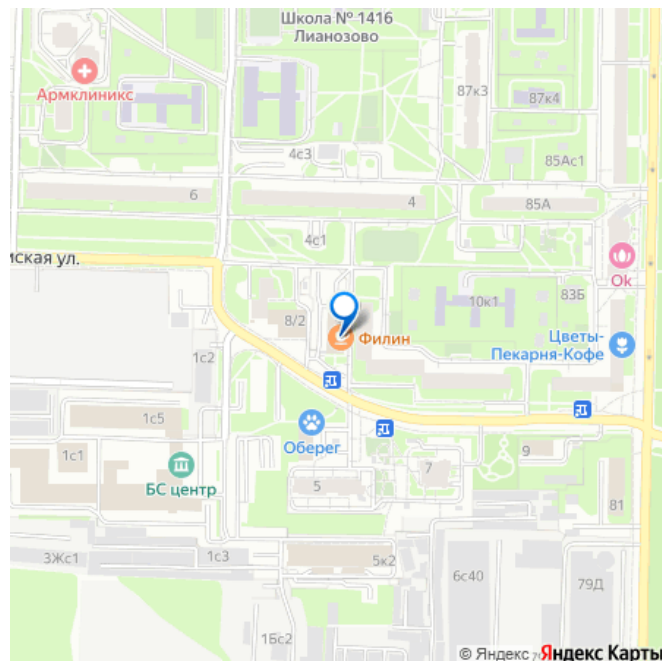 Школа № 1416
Лианозово
Армклиникс
87к3
87к4
4с3
85Ас1
6
4
85А
4с1
нская ул.
Ok
10к1
83Б
8/2
Филин
Цветы-
Пекарня-Кофе
1с2
1с5
Оберег
9
1с1
БС центр
7
5
81
3Жс1
1с3
5к2
6с40
79Д
1Бс2
© Яндекс
Яндекс Карты